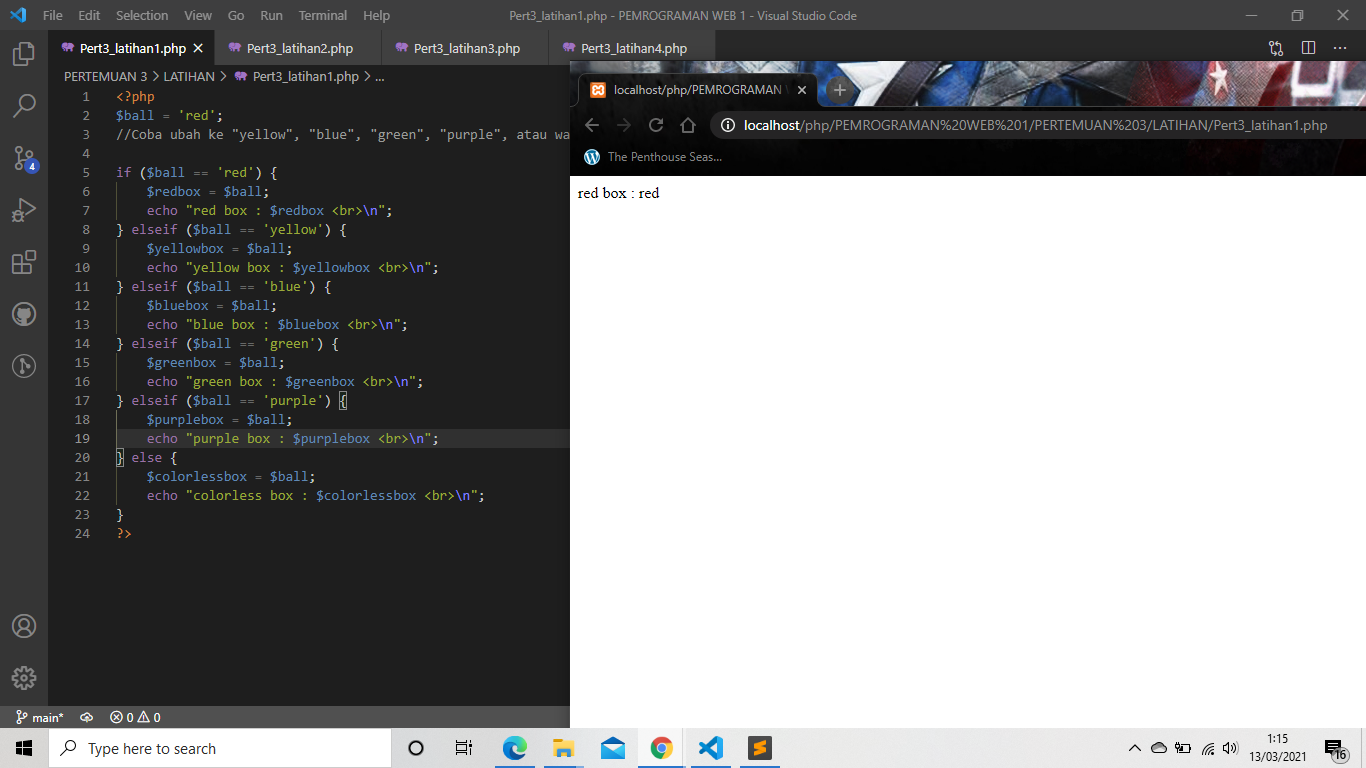 File Edit Selection View Go Run Terminal Help Pert3_latihan1.php - PEMROGRAMAN WEB 1 - Visual Studio Code
Pert3_latihan1.php Pert3_latihan2.php Pert3_latihan3.php Pert3_latihan4.php
PERTEMUAN 3 > LATIHAN > Pert3_latihan1.php > ...
1 <?php
2 $ball = 'red';
3 //Coba ubah ke "yellow", "blue", "green", "purple", atau wa
4
5 if ($ball == 'red') {
6 $redbox = $ball;
7 echo "red box : $redbox <br>\n";
8 } elseif ($ball == 'yellow') {
9 $yellowbox = $ball;
10 echo "yellow box : $yellowbox <br>\n";
11 } elseif ($ball == 'blue') {
12 $bluebox = $ball;
13 echo "blue box : $bluebox <br>\n";
14 } elseif ($ball == 'green') {
15 $greenbox = $ball;
16 echo "green box : $greenbox <br>\n";
17 } elseif ($ball == 'purple') {
18 $purplebox = $ball;
19 echo "purple box : $purplebox <br>\n";
20 } else {
21 $colorlessbox = $ball;
22 echo "colorless box : $colorlessbox <br>\n";
23 }
24 ?>
4
main* 0 0
localhost/php/PEMROGRAMAN
localhost/php/PEMROGRAMAN%20WEB%201/PERTEMUAN%203/LATIHAN/Pert3_latihan1.php
The Penthouse Seas...
red box : red
Type here to search
1:15
13/03/2021
16